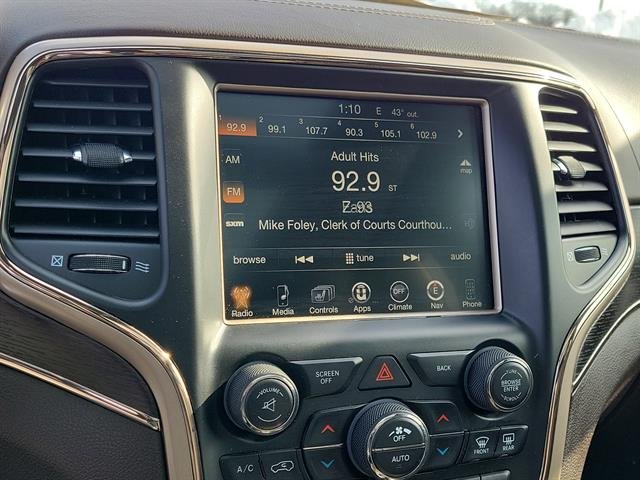 1:10 E 43° out.
1 92.9 2 99.1 3 107.7 4 90.3 5 105.1 6 102.9
AM
Adult Hits
map
FM
92.9 ST
sxm
Mike Foley, Clerk of Courts Courthou...
browse tune audio
Radio Media Controls Apps OFF Climate E Nav Phone
SCREEN OFF
BACK
VOLUME
TUNE SCROLL
BROWSE ENTER
OFF
AUTO
A/C
FRONT REAR